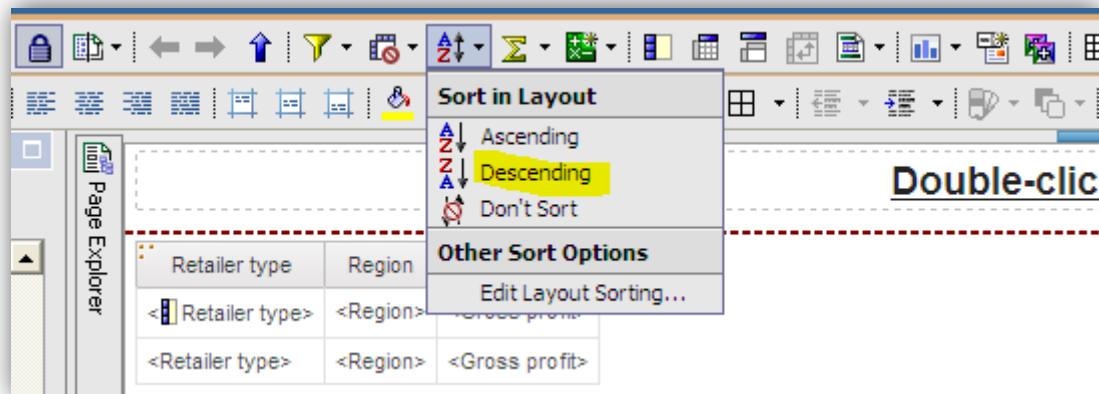 Sort in Layout
Ascending
Descending
Don't Sort
Other Sort Options
Edit Layout Sorting...
Double-clic
Page Explorer
Retailer type Region
<Retailer type> <Region> <Gross profit>
<Retailer type> <Region> <Gross profit>